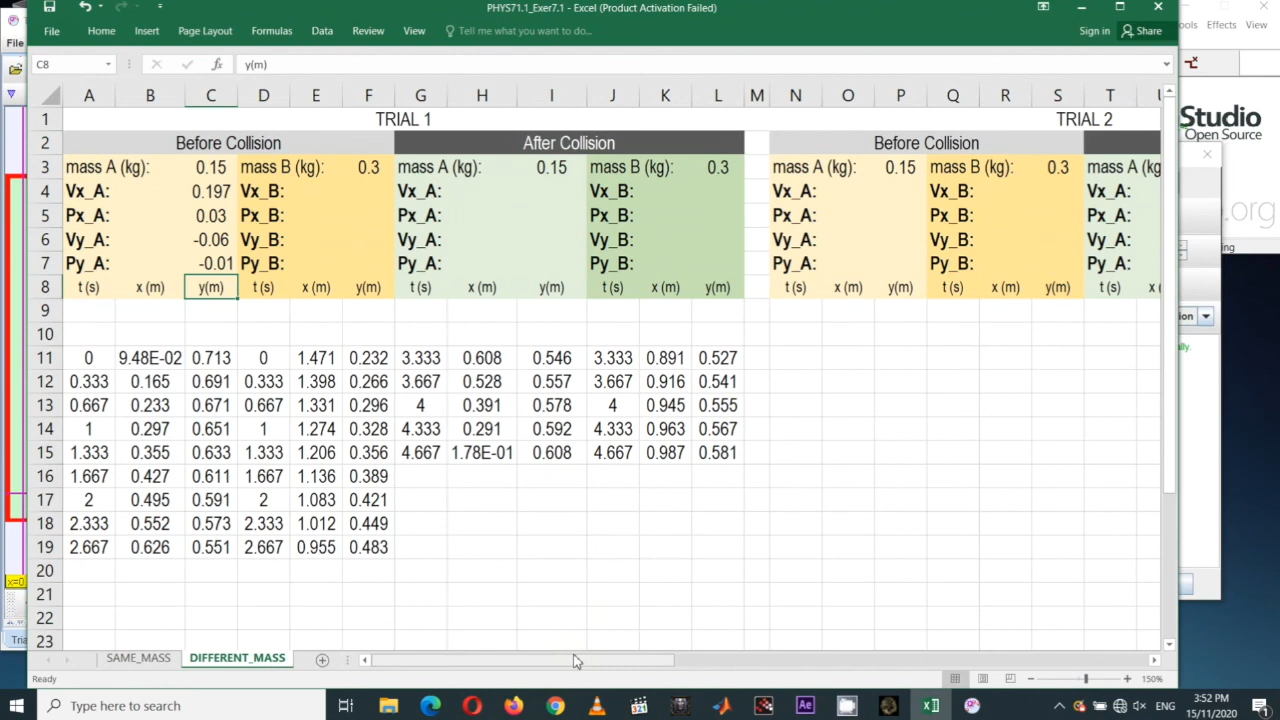 PHYS71.1_Exer7.1 - Excel (Product Activation Failed)
File Home Insert Page Layout Formulas Data Review View Tell me what you want to do... Sign in Share
C8 fx y(m)
A B C D E F G H I J K L M N O P Q R S T
1 TRIAL 1 TRIAL 2
2 Before Collision After Collision Before Collision
3 mass A (kg): 0.15 mass B (kg): 0.3 mass A (kg): 0.15 mass B (kg): 0.3 mass A (kg): 0.15 mass B (kg): 0.3 mass A (kg
4 Vx_A: 0.197 Vx_B: Vx_A: Vx_B: Vx_A: Vx_B: Vx_A:
5 Px_A: 0.03 Px_B: Px_A: Px_B: Px_A: Px_B: Px_A:
6 Vy_A: -0.06 Vy_B: Vy_A: Vy_B: Vy_A: Vy_B: Vy_A:
7 Py_A: -0.01 Py_B: Py_A: Py_B: Py_A: Py_B: Py_A:
8 t (s) x (m) y(m) t (s) x (m) y(m) t (s) x (m) y(m) t (s) x (m) y(m) t (s) x (m) y(m) t (s) x (m) y(m) t (s)
9
10
11 0 9.48E-02 0.713 0 1.471 0.232 3.333 0.608 0.546 3.333 0.891 0.527
12 0.333 0.165 0.691 0.333 1.398 0.266 3.667 0.528 0.557 3.667 0.916 0.541
13 0.667 0.233 0.671 0.667 1.331 0.296 4 0.391 0.578 4 0.945 0.555
14 1 0.297 0.651 1 1.274 0.328 4.333 0.291 0.592 4.333 0.963 0.567
15 1.333 0.355 0.633 1.333 1.206 0.356 4.667 1.78E-01 0.608 4.667 0.987 0.581
16 1.667 0.427 0.611 1.667 1.136 0.389
17 2 0.495 0.591 2 1.083 0.421
18 2.333 0.552 0.573 2.333 1.012 0.449
19 2.667 0.626 0.551 2.667 0.955 0.483
20
21
22
23
SAME_MASS DIFFERENT_MASS
Ready 150%
File
x=0
Tria
ools Effects View
Studio
Open Source
o.org
ing
ion
ally.
Type here to search
Ae
ENG
3:52 PM
15/11/2020
1